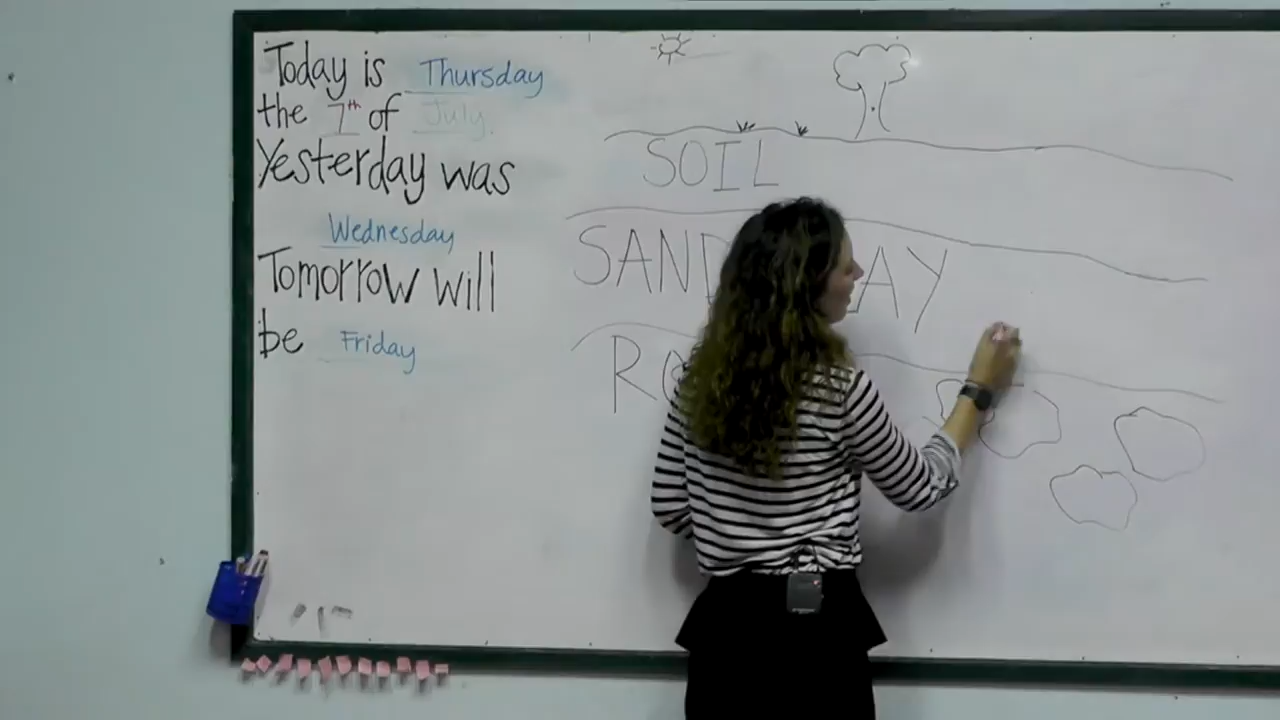 Today is Thursday
the 7th of July.
Yesterday was
Wednesday
Tomorrow will
be Friday
SOIL
SAND AY
RO